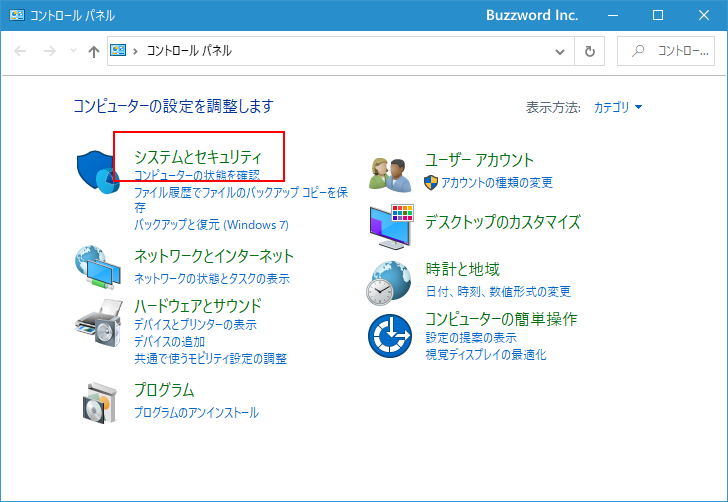 コントロール パネル
Buzzword Inc.
コントロール パネル
コントロー...
コンピューターの設定を調整します
表示方法: カテゴリ
システムとセキュリティ
コンピューターの状態を確認
ファイル履歴でファイルのバックアップ コピーを保
存
バックアップと復元 (Windows 7)
ネットワークとインターネット
ネットワークの状態とタスクの表示
ハードウェアとサウンド
デバイスとプリンターの表示
デバイスの追加
共通で使うモビリティ設定の調整
プログラム
プログラムのアンインストール
ユーザー アカウント
アカウントの種類の変更
デスクトップのカスタマイズ
時計と地域
日付、時刻、数値形式の変更
コンピューターの簡単操作
設定の提案の表示
視覚ディスプレイの最適化